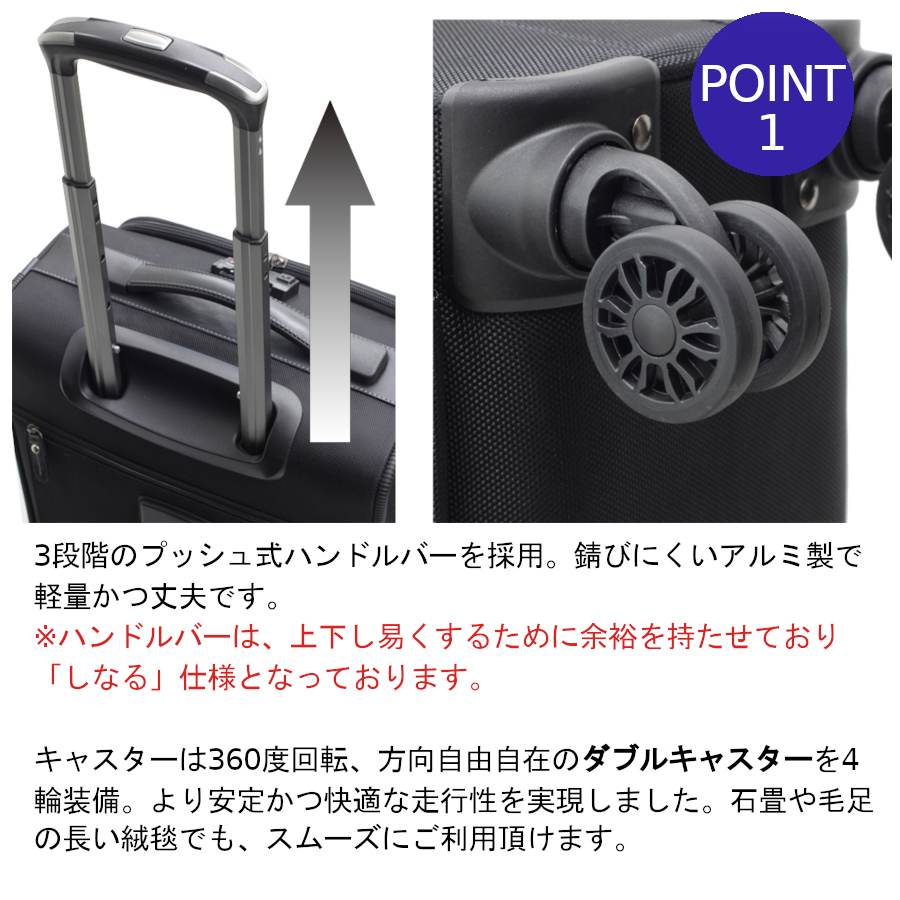 POINT
1
3段階のプッシュ式ハンドルバーを採用。錆びにくいアルミ製で
軽量かつ丈夫です。
※ハンドルバーは、上下し易くするために余裕を持たせており
「しなる」仕様となっております。
キャスターは360度回転、方向自由自在のダブルキャスターを4
輪装備。より安定かつ快適な走行性を実現しました。石畳や毛足
の長い絨毯でも、スムーズにご利用頂けます。